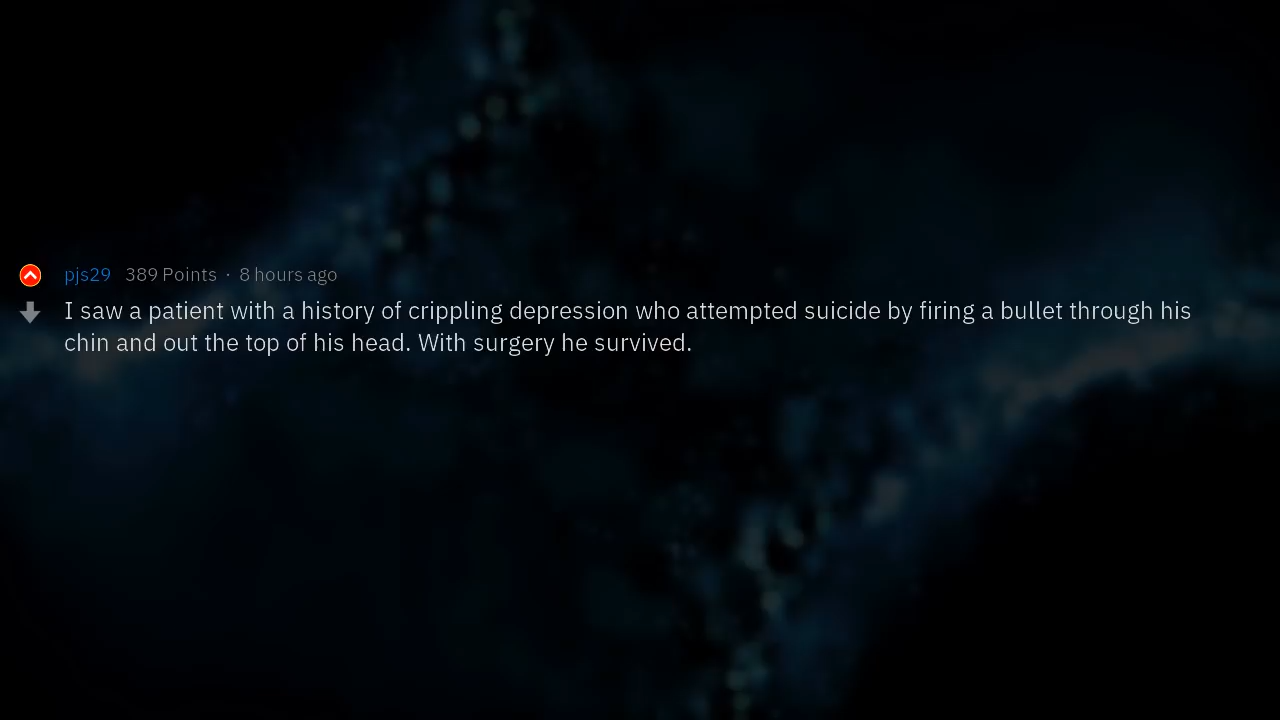 pjs29 389 Points · 8 hours ago
I saw a patient with a history of crippling depression who attempted suicide by firing a bullet through his
chin and out the top of his head. With surgery he survived.